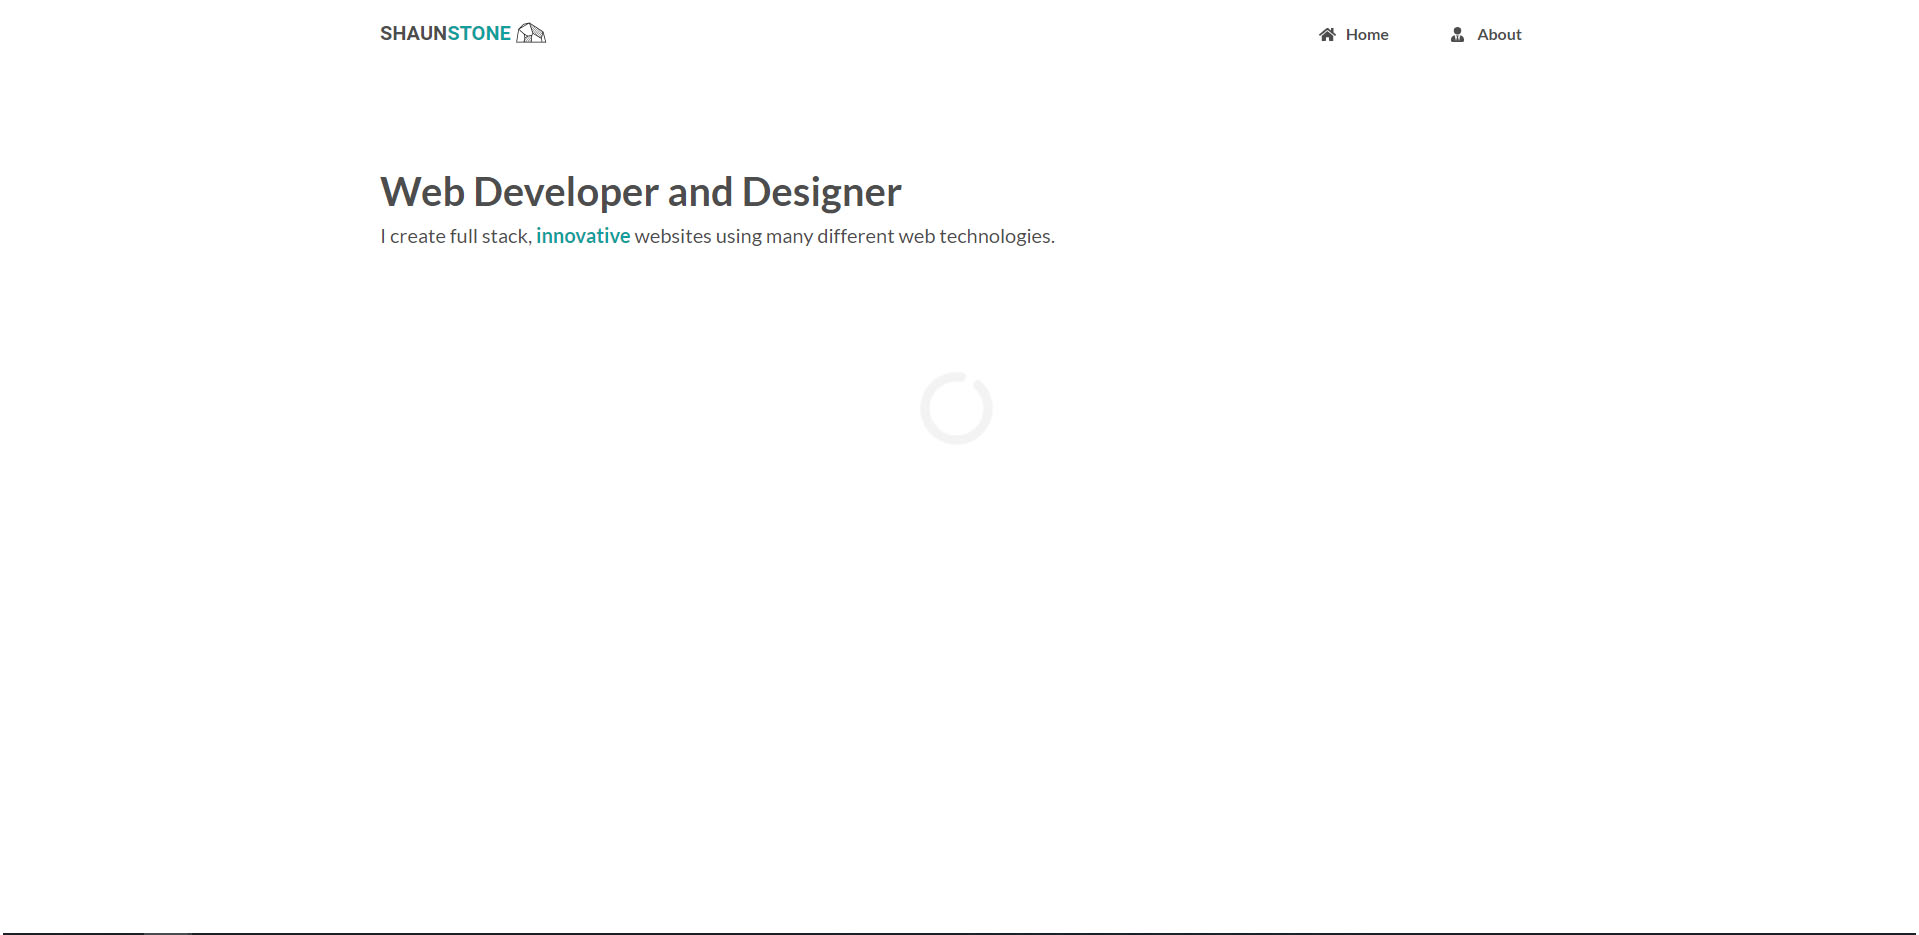 SHAUNSTONE
Home
About
Web Developer and Designer
I create full stack, innovative websites using many different web technologies.